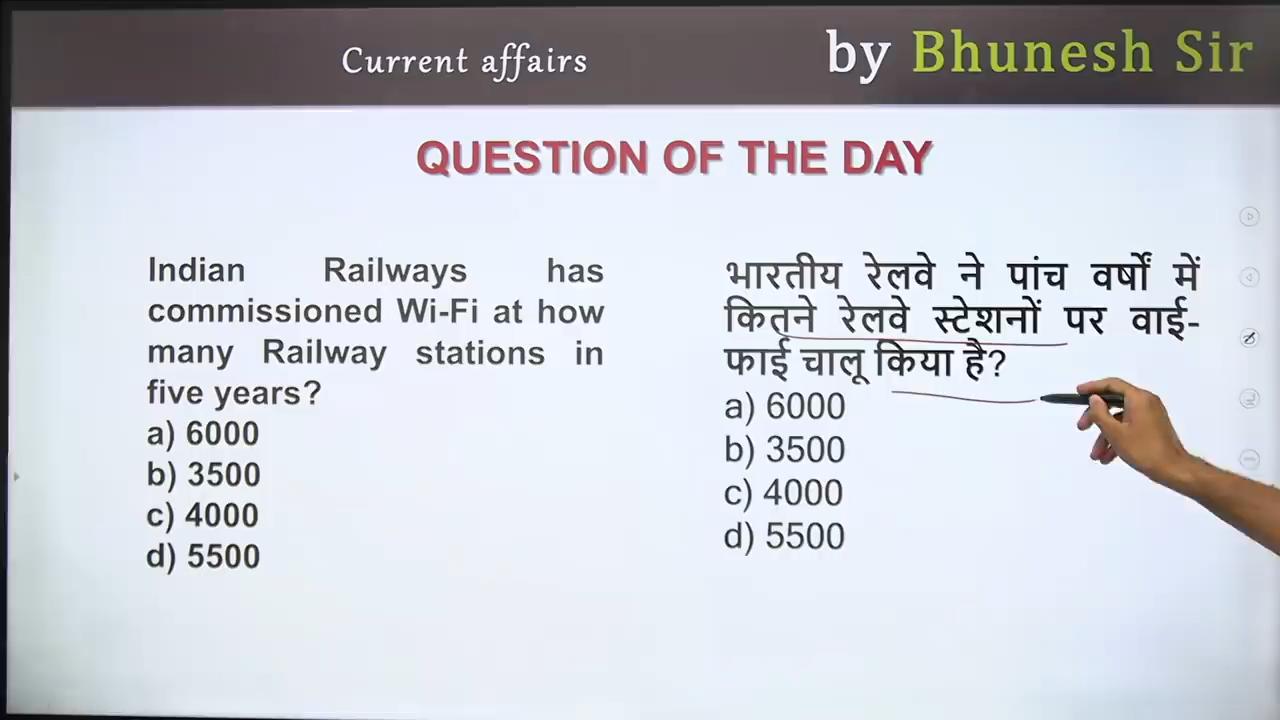 Current affairs
by Bhunesh Sir
QUESTION OF THE DAY
Indian Railways has
commissioned Wi-Fi at how
many Railway stations in
five years?
a) 6000
b) 3500
c) 4000
d) 5500
भारतीय रेलवे ने पांच वर्षों में
कितने रेलवे स्टेशनों पर वाई-
फाई चालू किया है?
a) 6000
b) 3500
c) 4000
d) 5500